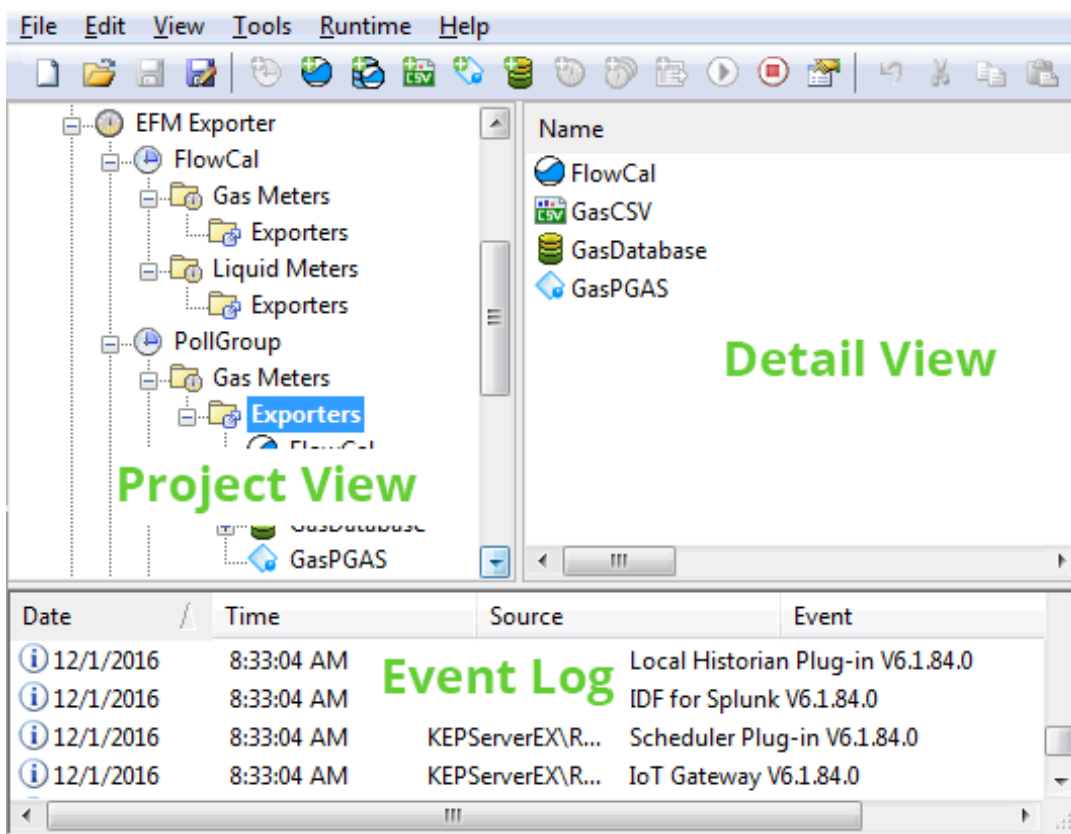 File Edit View Tools Runtime Help
EFM Exporter
FlowCal
Gas Meters
Exporters
Liquid Meters
Exporters
PollGroup
Gas Meters
Exporters
FlowCal
Project View
GasDatabase
GasPGAS
Name
FlowCal
GasCSV
GasDatabase
GasPGAS
Detail View
Date Time Source Event
12/1/2016 8:33:04 AM Local Historian Plug-in V6.1.84.0
Event Log
12/1/2016 8:33:04 AM IDF for Splunk V6.1.84.0
12/1/2016 8:33:04 AM KEPServerEX\R... Scheduler Plug-in V6.1.84.0
12/1/2016 8:33:04 AM KEPServerEX\R... IoT Gateway V6.1.84.0